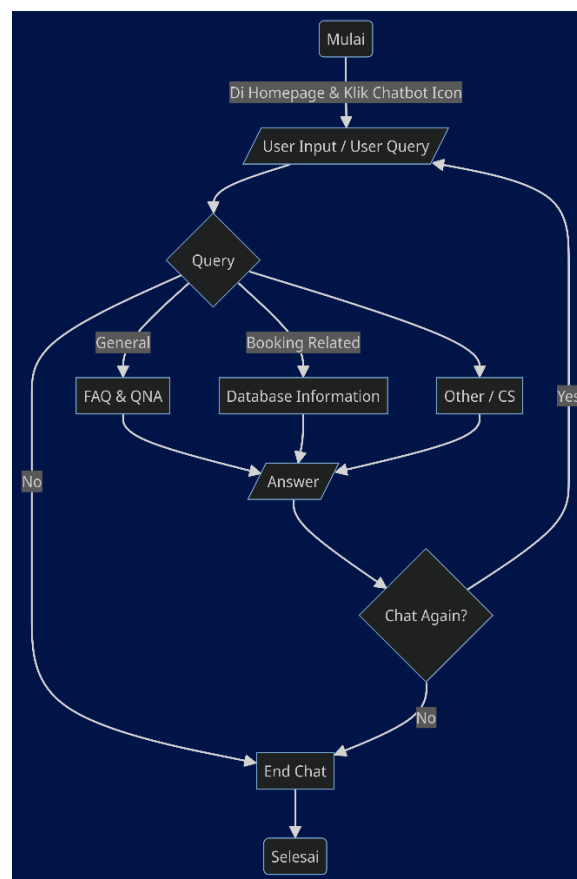 Mulai
Di Homepage & Klik Chatbot Icon
User Input / User Query
Query
General
Booking Related
FAQ & QNA
Database Information
Other / CS
Yes
No
Answer
Chat Again?
No
End Chat
Selesai